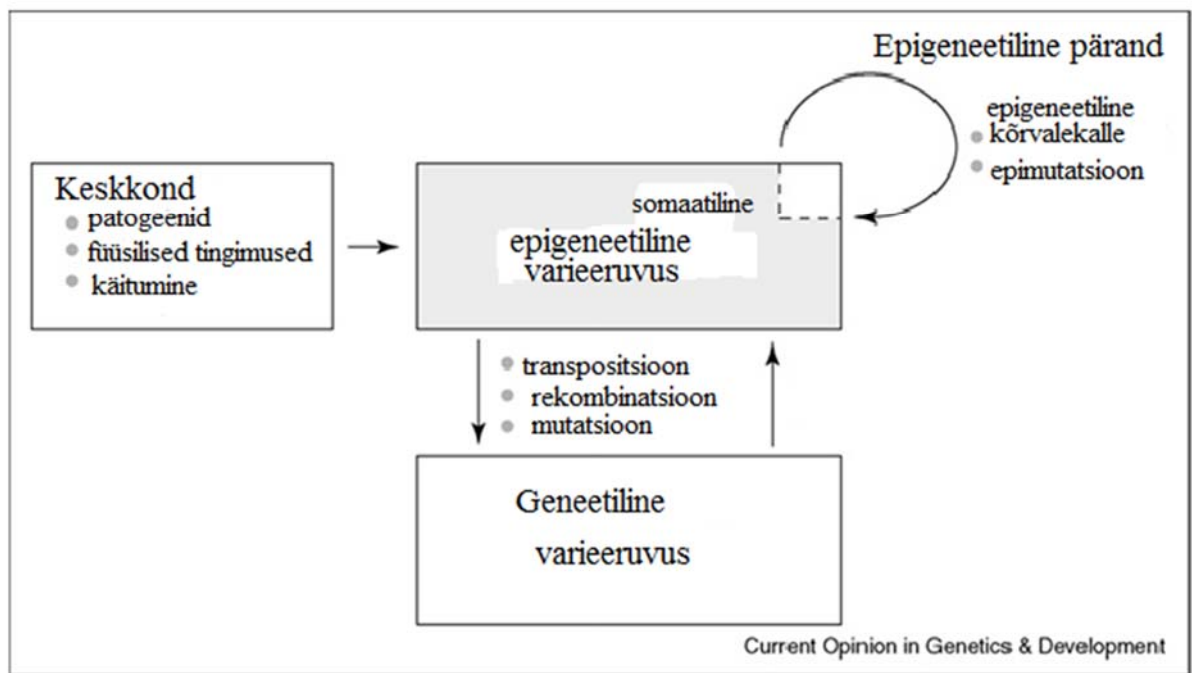 Epigeneetiline pärand
epigeneetiline
kõrvalekalle
epimutatsioon
Keskkond
patogeenid
füüsilised tingimused
käitumine
somaatiline
epigeneetiline
varieeruvus
transpositsioon
rekombinatsioon
mutatsioon
Geneetiline
varieeruvus
Current Opinion in Genetics & Development